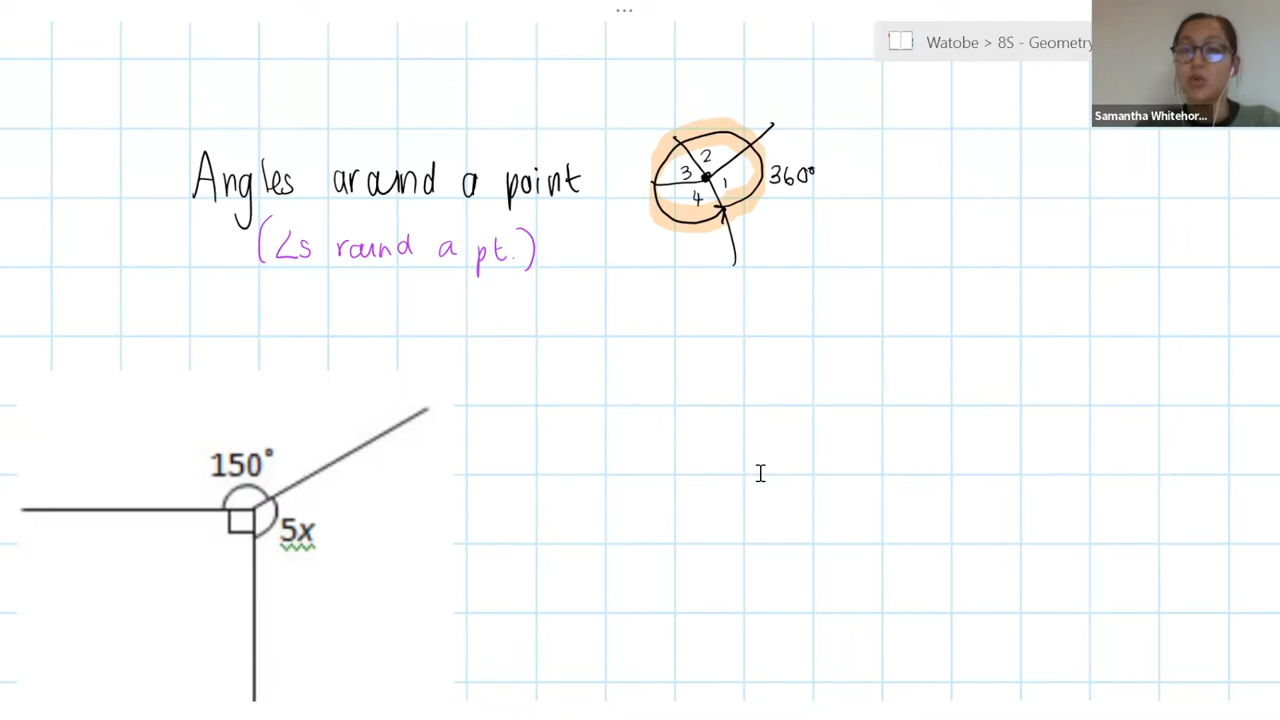 ...
Watobe > 8S - Geometry
Samantha Whitehor...
Angles around a point
(∠s round a pt.)
2
3
1
4
360°
150°
5x